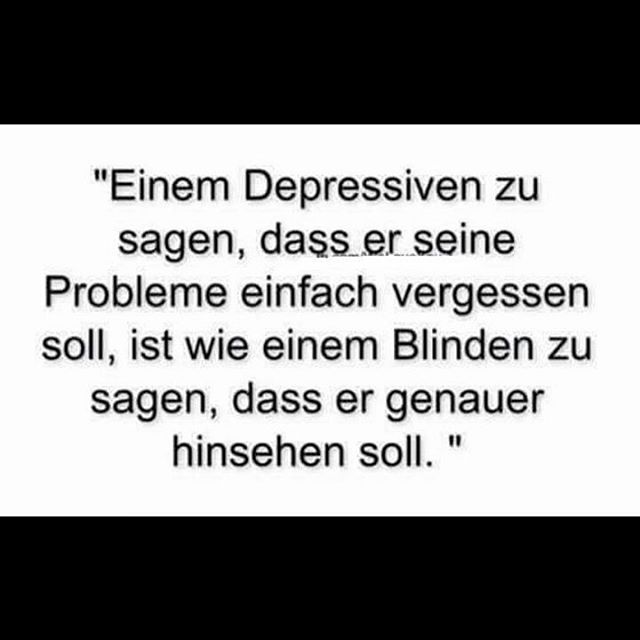 "Einem Depressiven zu
sagen, dass er seine
Probleme einfach vergessen
soll, ist wie einem Blinden zu
sagen, dass er genauer
hinsehen soll. "